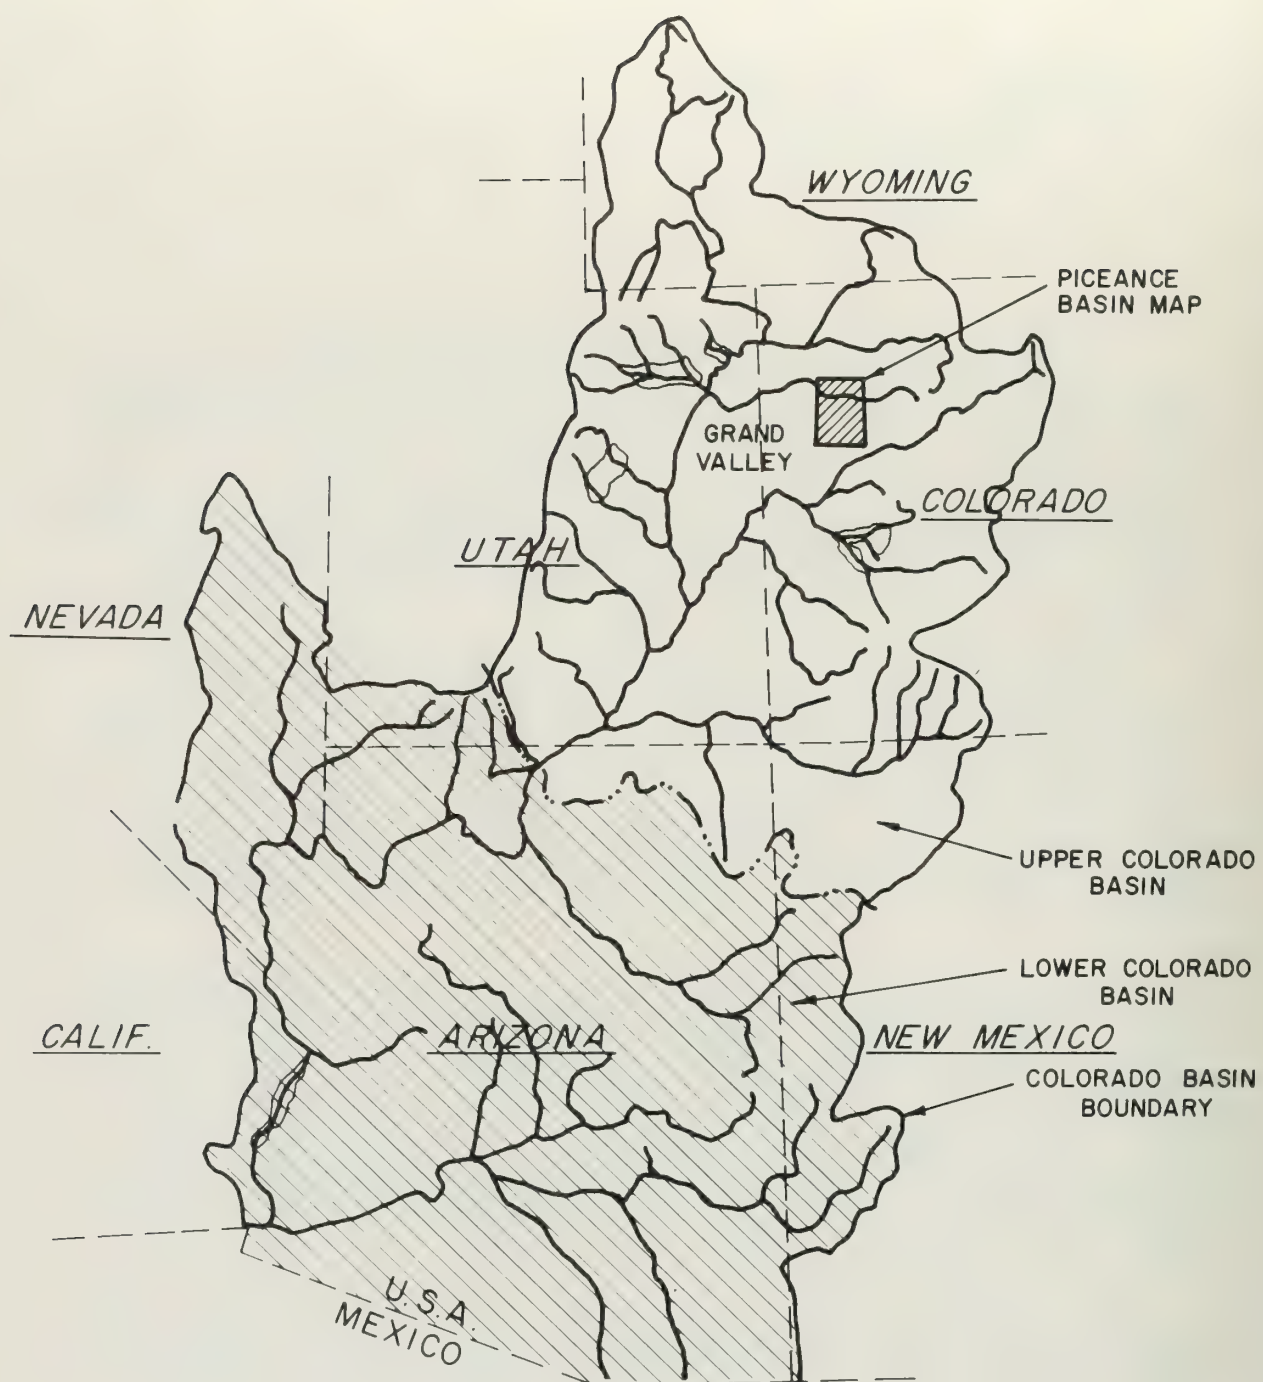 WYOMING
PICEANCE
BASIN MAP
GRAND
VALLEY
COLORADO
UTAH
NEVADA
UPPER COLORADO
BASIN
LOWER COLORADO
BASIN
CALIF.
ARIZONA
NEW MEXICO
COLORADO BASIN
BOUNDARY
U.S.A.
MEXICO